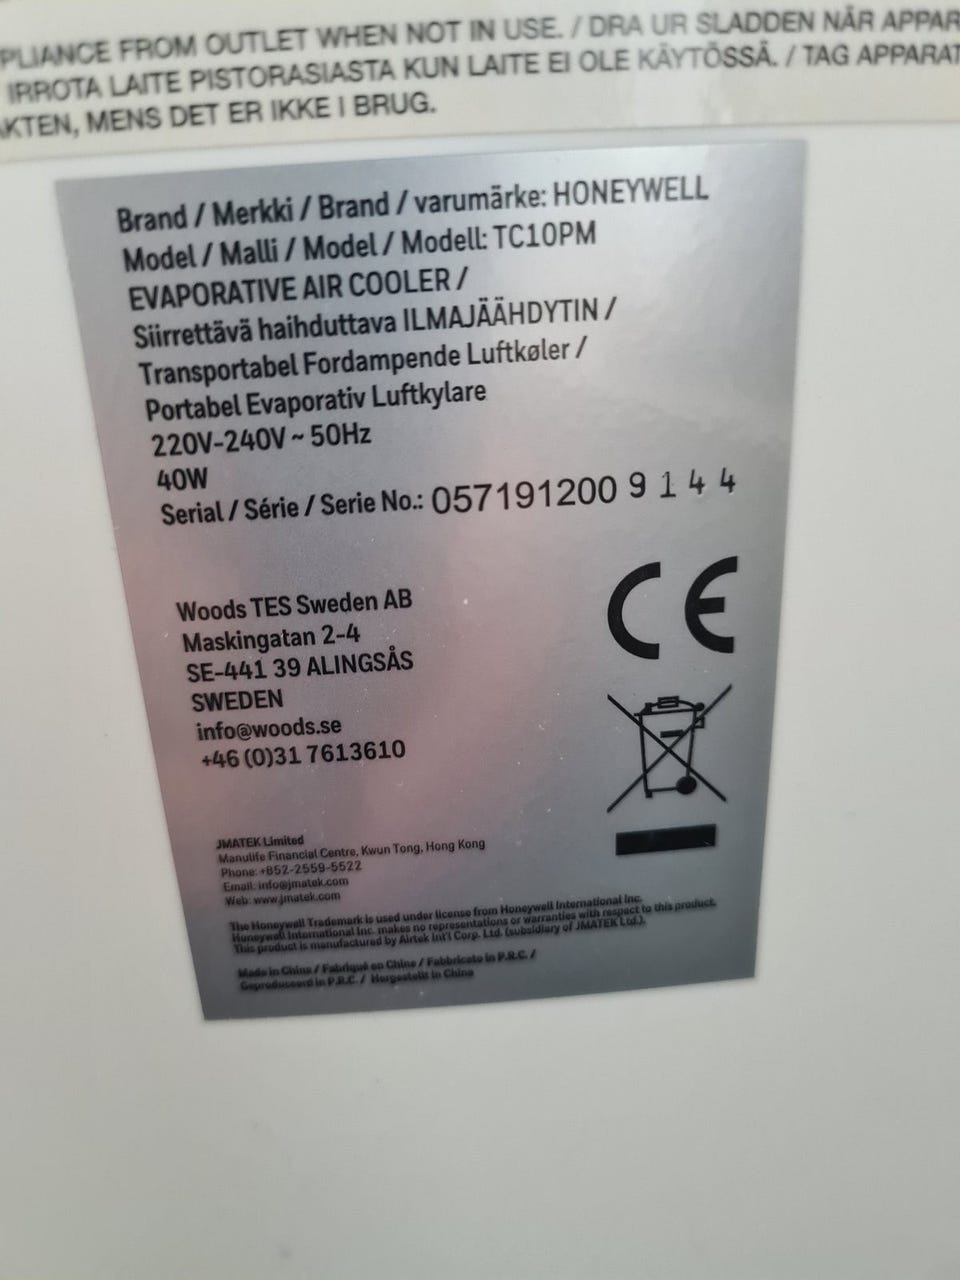 PLIANCE FROM OUTLET WHEN NOT IN USE. / DRA UR SLADDEN NÄR APPAR
IRROTA LAITE PISTORASIASTA KUN LAITE EI OLE KÄYTÖSSÄ. / TAG APPARAT
AKTEN, MENS DET ER IKKE I BRUG.
Brand / Merkki / Brand / varumärke: HONEYWELL
Model / Malli / Model / Modell: TC10PM
EVAPORATIVE AIR COOLER /
Siirrettävä haihduttava ILMAJÄÄHDYTIN /
Transportabel Fordampende Luftkøler /
Portabel Evaporativ Luftkylare
220V-240V ~ 50Hz
40W
Serial / Série / Serie No.: 057191200 9 1 4 4
Woods TES Sweden AB
Maskingatan 2-4
SE-441 39 ALINGSÅS
SWEDEN
info@woods.se
+46 (0)31 7613610
CE
JMATEK Limited
Manulife Financial Centre, Kwun Tong, Hong Kong
Phone: +852-2559-5522
Email: info@jmatek.com
Web: www.jmatek.com
The Honeywell Trademark is used under license from Honeywell International Inc.
Honeywell International Inc. makes no representations or warranties with respect to this product.
This product is manufactured by Airtek Int'l Corp. Ltd. (subsidiary of JMATEK Ltd.).
Made in China / Fabriqué en Chine / Fabbricato in P.R.C. /
Geproduceerd in P.R.C. / Hergestellt in China